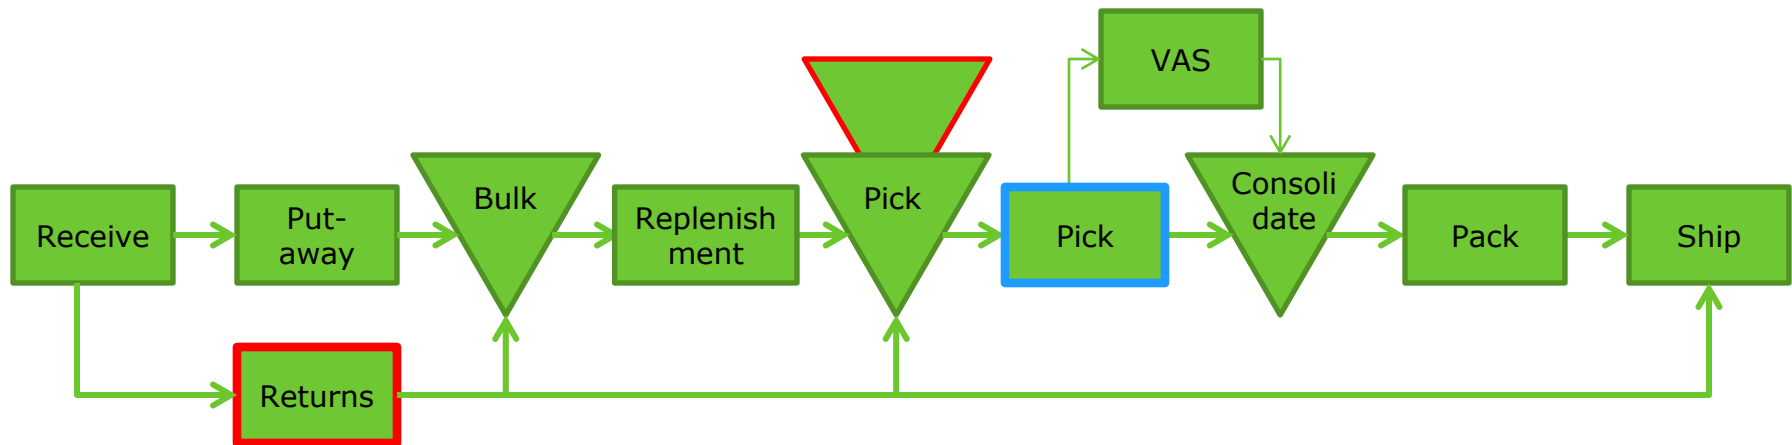 VAS
Receive
Put-
away
Bulk
Replenish
ment
Pick
Pick
Consoli
date
Pack
Ship
Returns